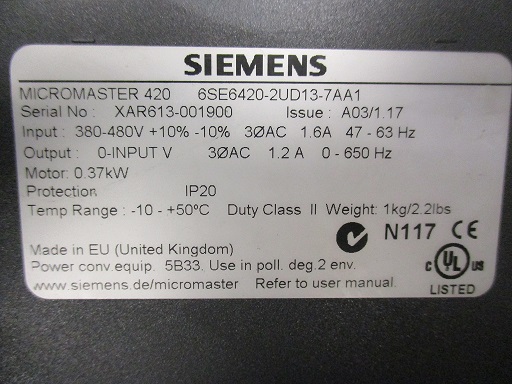 SIEMENS
MICROMASTER 420 6SE6420-2UD13-7AA1
Serial No : XAR613-001900 Issue : A03/1.17
Input : 380-480V +10% -10% 3ØAC 1.6A 47 - 63 Hz
Output : 0-INPUT V 3ØAC 1.2 A 0 - 650 Hz
Motor: 0.37kW
Protection IP20
Temp Range : -10 - +50°C Duty Class II Weight: 1kg/2.2lbs
N117 CE
Made in EU (United Kingdom)
Power conv.equip. 5B33. Use in poll. deg.2 env.
C UL US
www.siemens.de/micromaster Refer to user manual.
LISTED